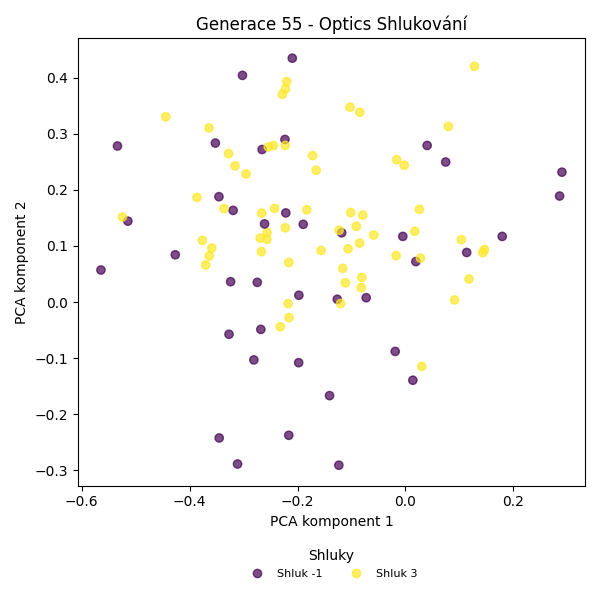 Generace 55 - Optics Shlukování
PCA komponent 2
0.4
0.3
0.2
0.1
0.0
−0.1
−0.2
−0.3
−0.6
−0.4
−0.2
0.0
0.2
PCA komponent 1
Shluky
Shluk -1
Shluk 3